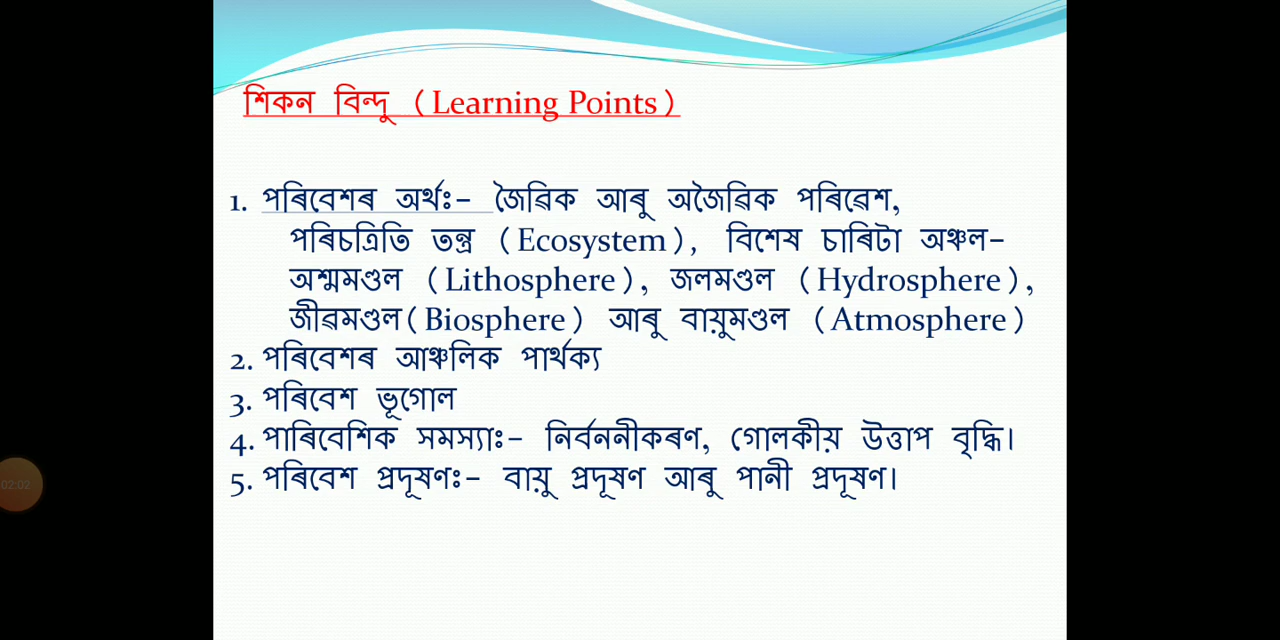 শিকন বিন্দু (Learning Points)
1. পৰিবেশৰ অৰ্থঃ- জৈৱিক আৰু অজৈৱিক পৰিৱেশ,
পৰিচত্ৰিতি তন্ত্ৰ (Ecosystem), বিশেষ চাৰিটা অঞ্চল-
অশ্মমণ্ডল (Lithosphere), জলমণ্ডল (Hydrosphere),
জীৱমণ্ডল(Biosphere) আৰু বায়ুমণ্ডল (Atmosphere)
2. পৰিবেশৰ আঞ্চলিক পাৰ্থক্য
3. পৰিবেশ ভূগোল
4. পাৰিবেশিক সমস্যাঃ- নিৰ্বননীকৰণ, গোলকীয় উত্তাপ বৃদ্ধি।
5. পৰিবেশ প্ৰদূষণঃ- বায়ু প্ৰদূষণ আৰু পানী প্ৰদূষণ।
02:02